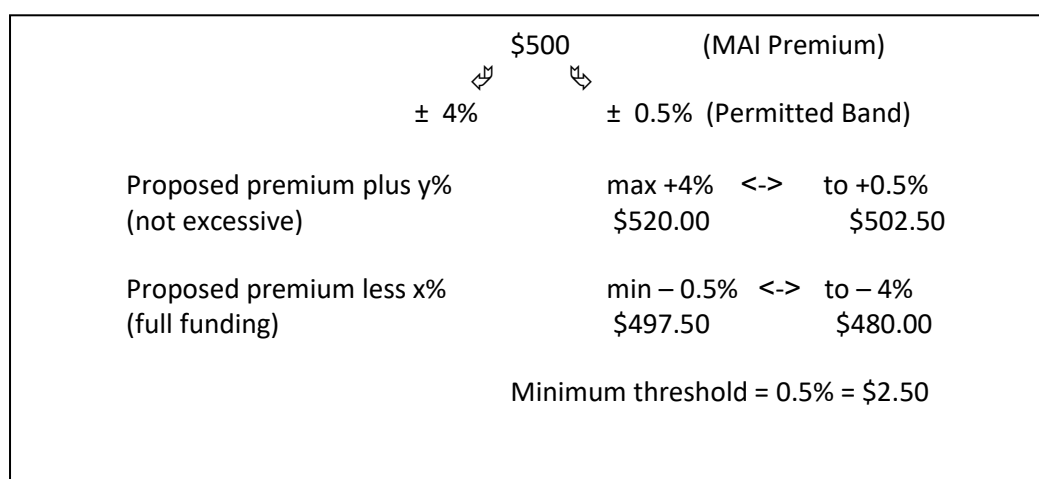 $500 (MAI Premium)
± 4% ± 0.5% (Permitted Band)
Proposed premium plus y% max +4% <-> to +0.5%
(not excessive) $520.00 $502.50
Proposed premium less x% min – 0.5% <-> to – 4%
(full funding) $497.50 $480.00
Minimum threshold = 0.5% = $2.50